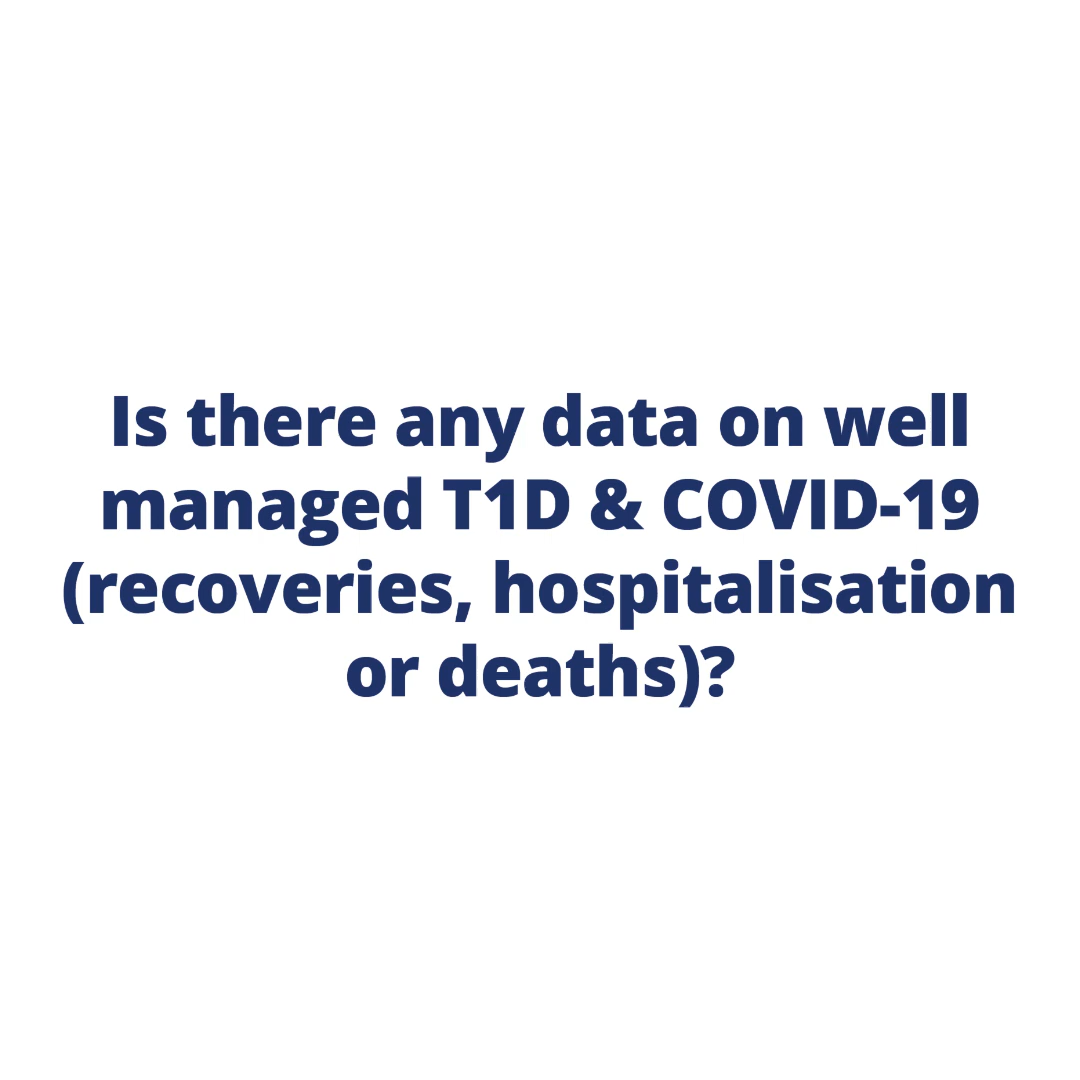 Is there any data on well
managed T1D & COVID-19
(recoveries, hospitalisation
or deaths)?